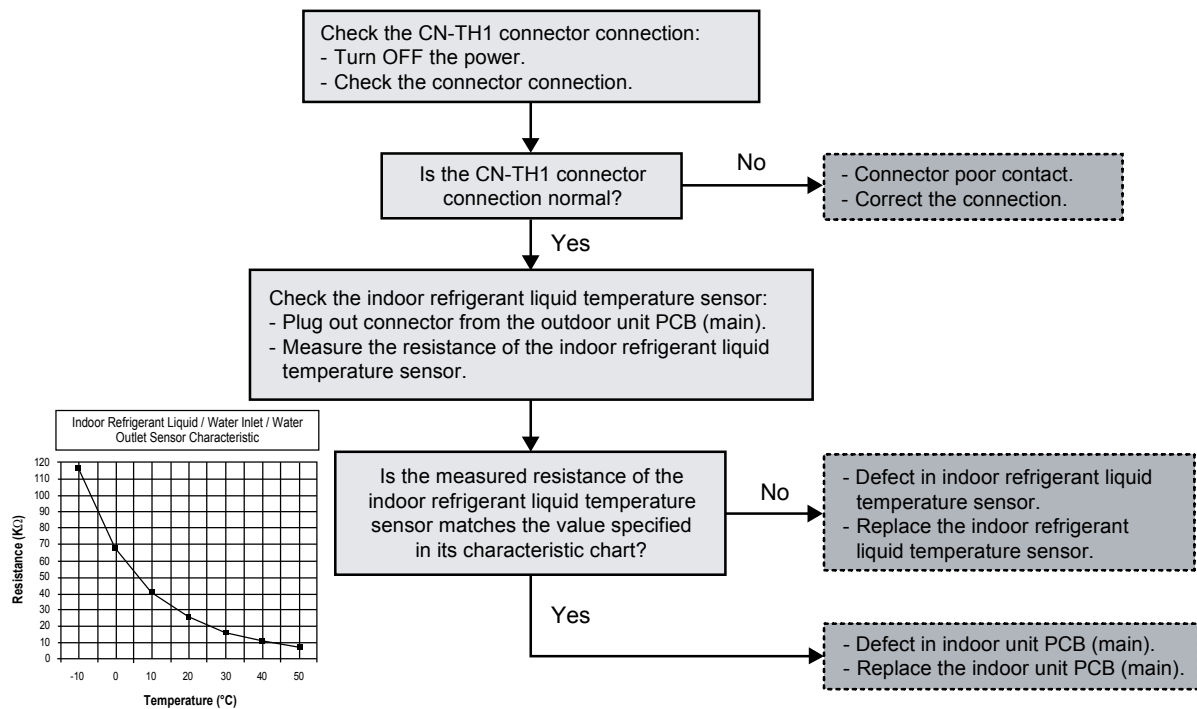 Check the CN-TH1 connector connection:
- Turn OFF the power.
- Check the connector connection.
Is the CN-TH1 connector
connection normal?
No
- Connector poor contact.
- Correct the connection.
Yes
Check the indoor refrigerant liquid temperature sensor:
- Plug out connector from the outdoor unit PCB (main).
- Measure the resistance of the indoor refrigerant liquid
temperature sensor.
Indoor Refrigerant Liquid / Water Inlet / Water
Outlet Sensor Characteristic
Resistance (KΩ)
120
110
100
90
80
70
60
50
40
30
20
10
0
-10 0 10 20 30 40 50
Temperature (°C)
Is the measured resistance of the
indoor refrigerant liquid temperature
sensor matches the value specified
in its characteristic chart?
No
- Defect in indoor refrigerant liquid
temperature sensor.
- Replace the indoor refrigerant
liquid temperature sensor.
Yes
- Defect in indoor unit PCB (main).
- Replace the indoor unit PCB (main).